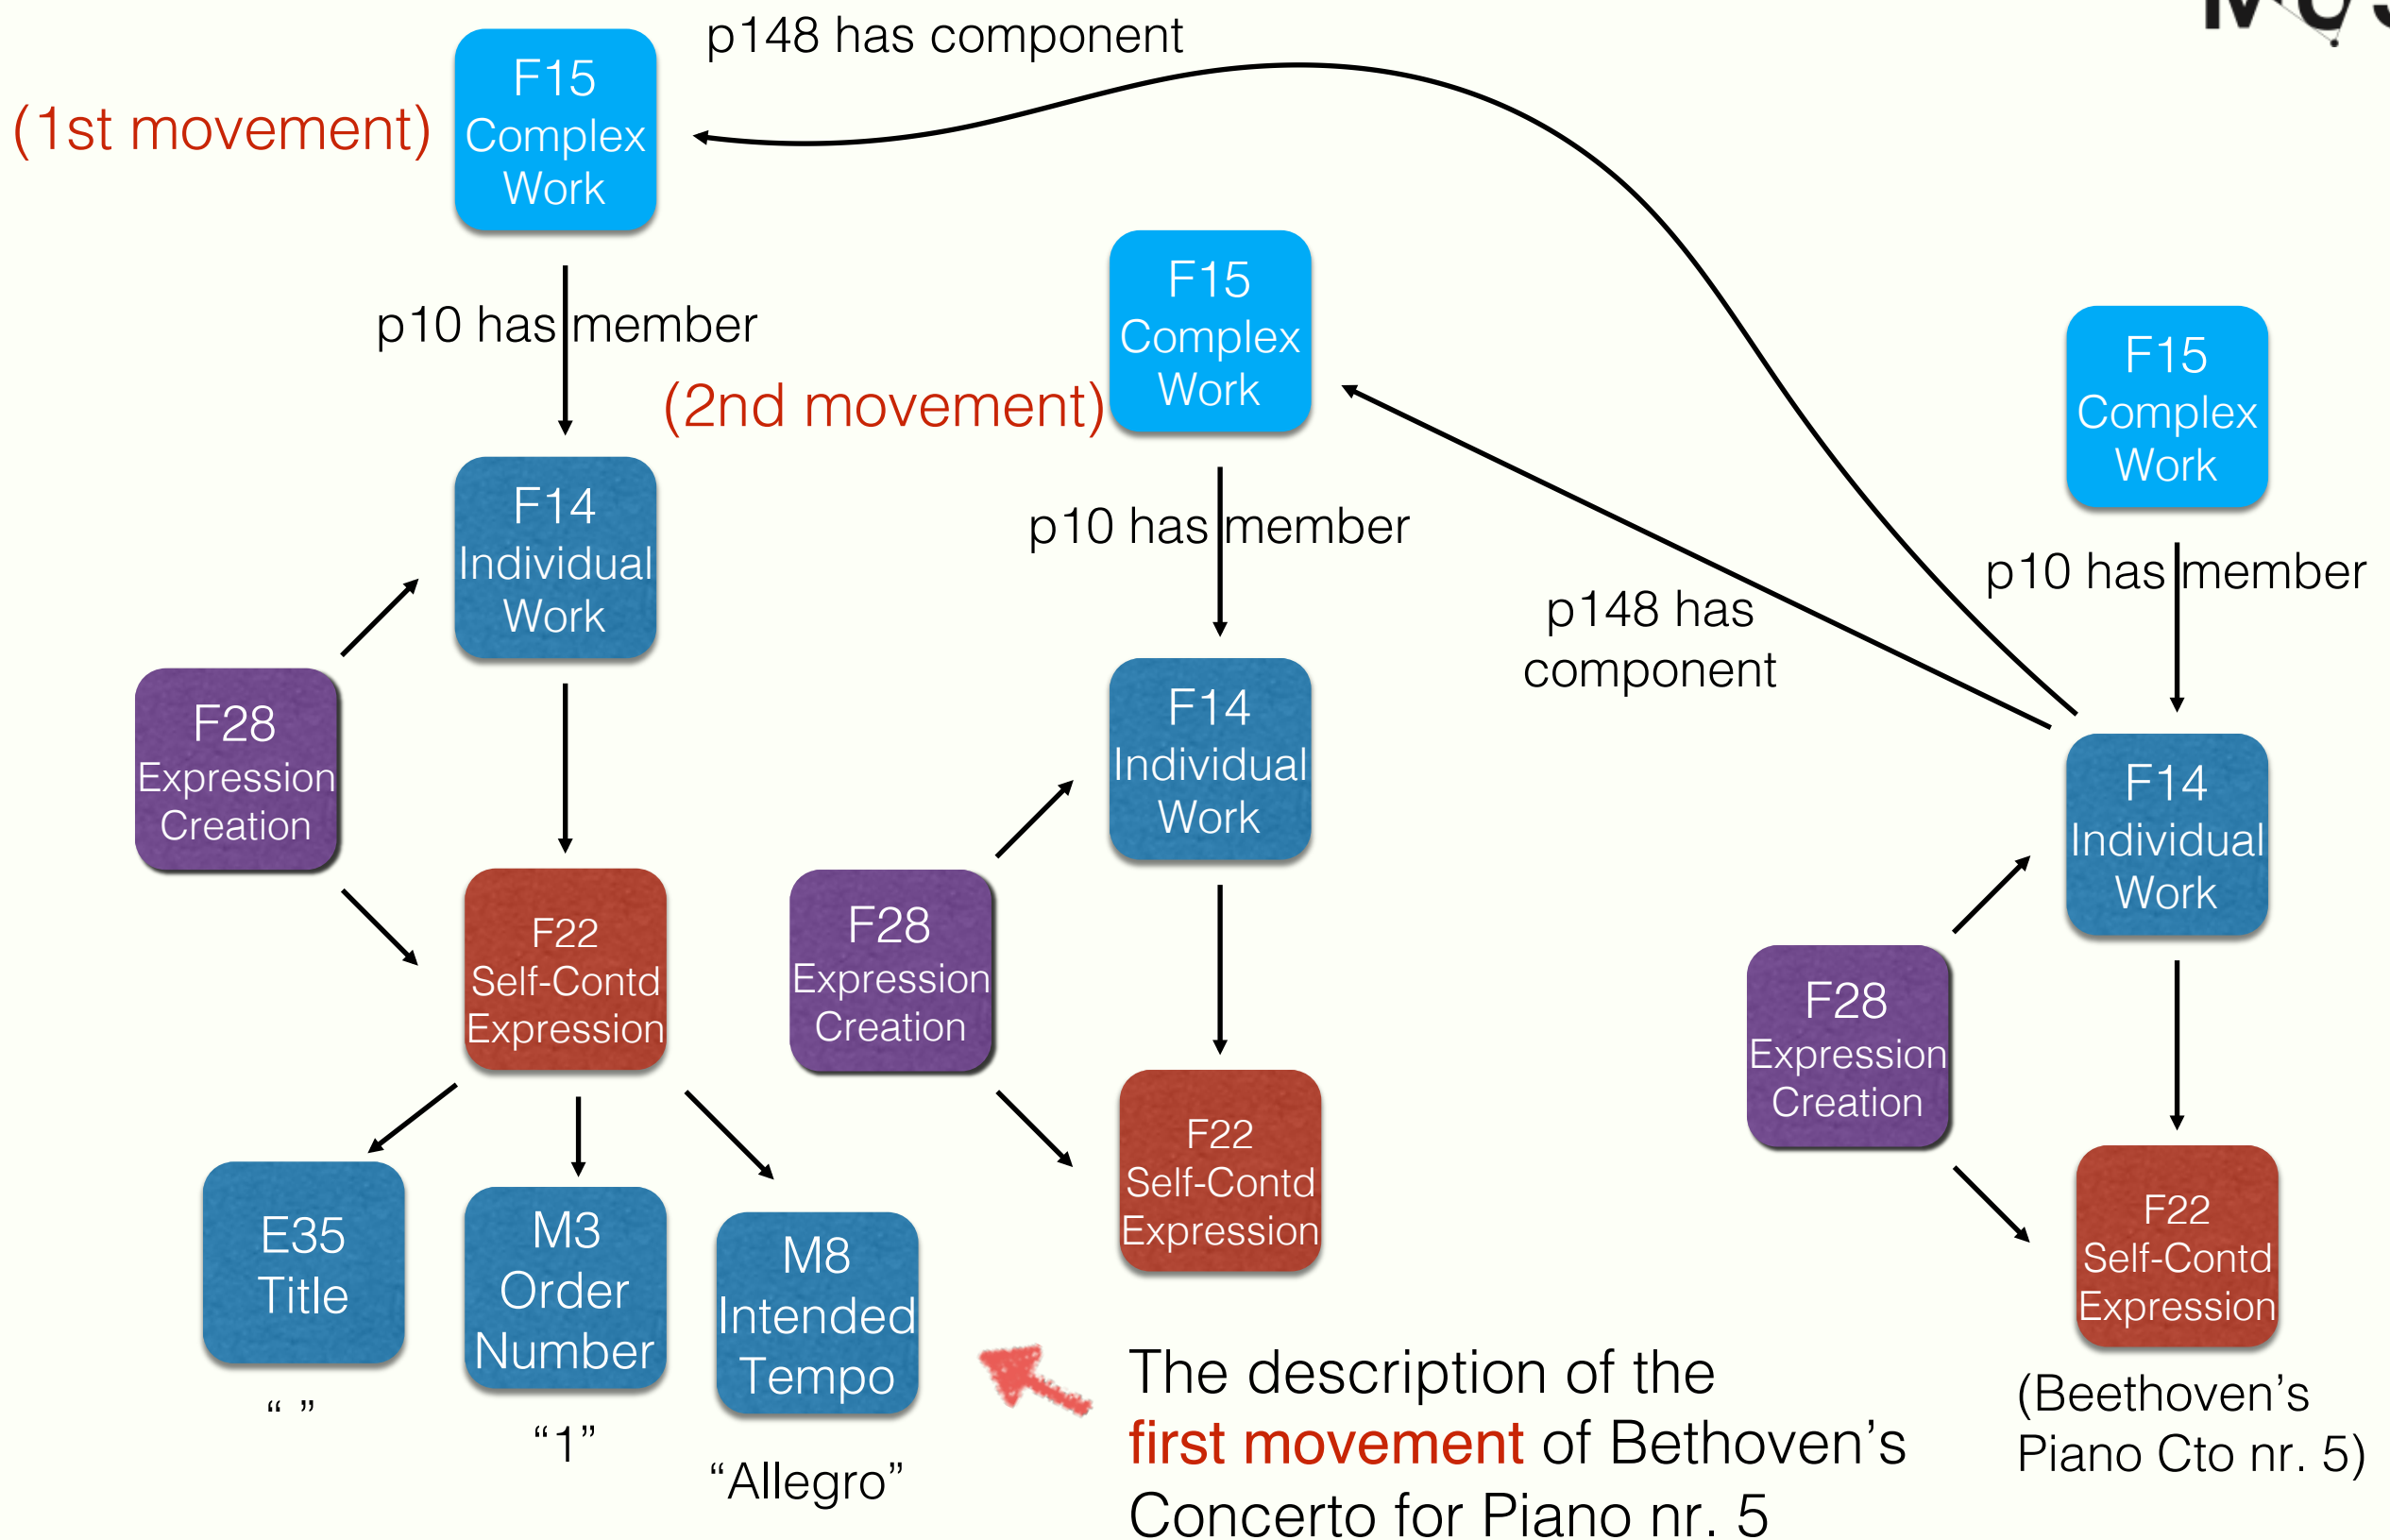 p148 has component
F15
Complex
Work
(1st movement)
p10 has member
F14
Individual
Work
F28
Expression
Creation
F22
Self-Contd
Expression
E35
Title
“ ”
M3
Order
Number
“1”
M8
Intended
Tempo
“Allegro”
F15
Complex
Work
(2nd movement)
p10 has member
p148 has
component
F14
Individual
Work
F28
Expression
Creation
F22
Self-Contd
Expression
F15
Complex
Work
p10 has member
F14
Individual
Work
F28
Expression
Creation
F22
Self-Contd
Expression
(Beethoven’s
Piano Cto nr. 5)
The description of the
first movement of Bethoven’s
Concerto for Piano nr. 5